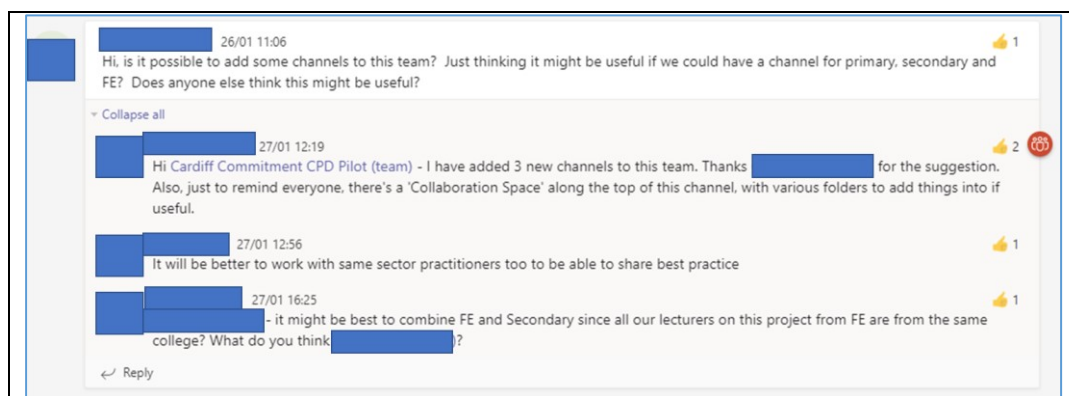 26/01 11:06
1
Hi, is it possible to add some channels to this team? Just thinking it might be useful if we could have a channel for primary, secondary and
FE? Does anyone else think this might be useful?
Collapse all
27/01 12:19
2
Hi Cardiff Commitment CPD Pilot (team) - I have added 3 new channels to this team. Thanks for the suggestion.
Also, just to remind everyone, there's a 'Collaboration Space' along the top of this channel, with various folders to add things into if
useful.
27/01 12:56
1
It will be better to work with same sector practitioners too to be able to share best practice
27/01 16:25
1
- it might be best to combine FE and Secondary since all our lecturers on this project from FE are from the same
college? What do you think )?
Reply